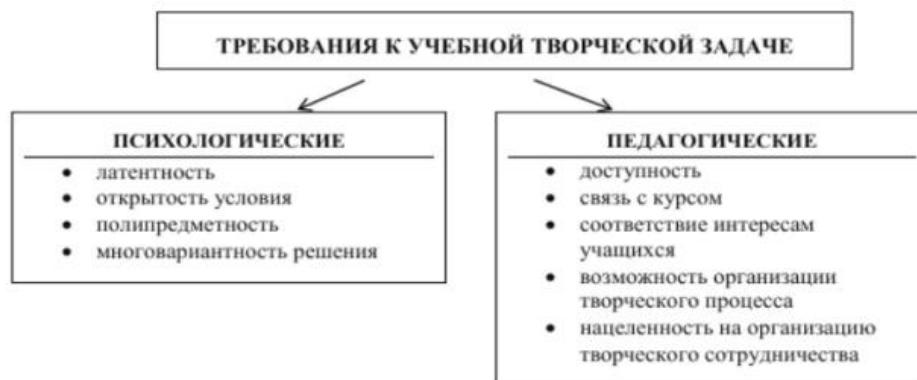 ТРЕБОВАНИЯ К УЧЕБНОЙ ТВОРЧЕСКОЙ ЗАДАЧЕ
ПСИХОЛОГИЧЕСКИЕ
• латентность
• открытость условия
• полипредметность
• многовариантность решения
ПЕДАГОГИЧЕСКИЕ
• доступность
• связь с курсом
• соответствие интересам
учащихся
• возможность организации
творческого процесса
• нацеленность на организацию
творческого сотрудничества